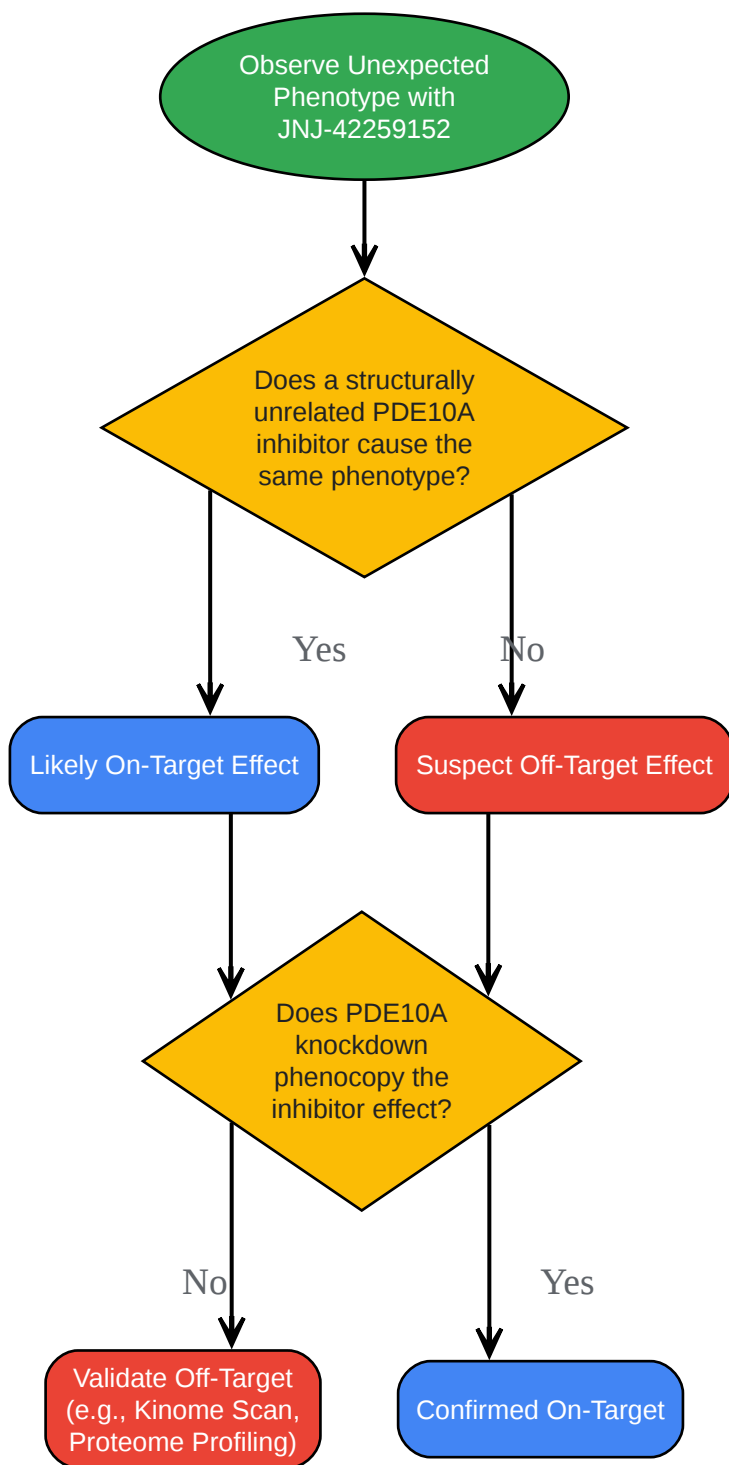 Observe Unexpected
Phenotype with
JNJ-42259152
Does a structurally
unrelated PDE10A
inhibitor cause the
same phenotype?
Yes
No
Likely On-Target Effect
Suspect Off-Target Effect
Does PDE10A
knockdown
phenocopy the
inhibitor effect?
No
Yes
Validate Off-Target
(e.g., Kinome Scan,
Proteome Profiling)
Confirmed On-Target